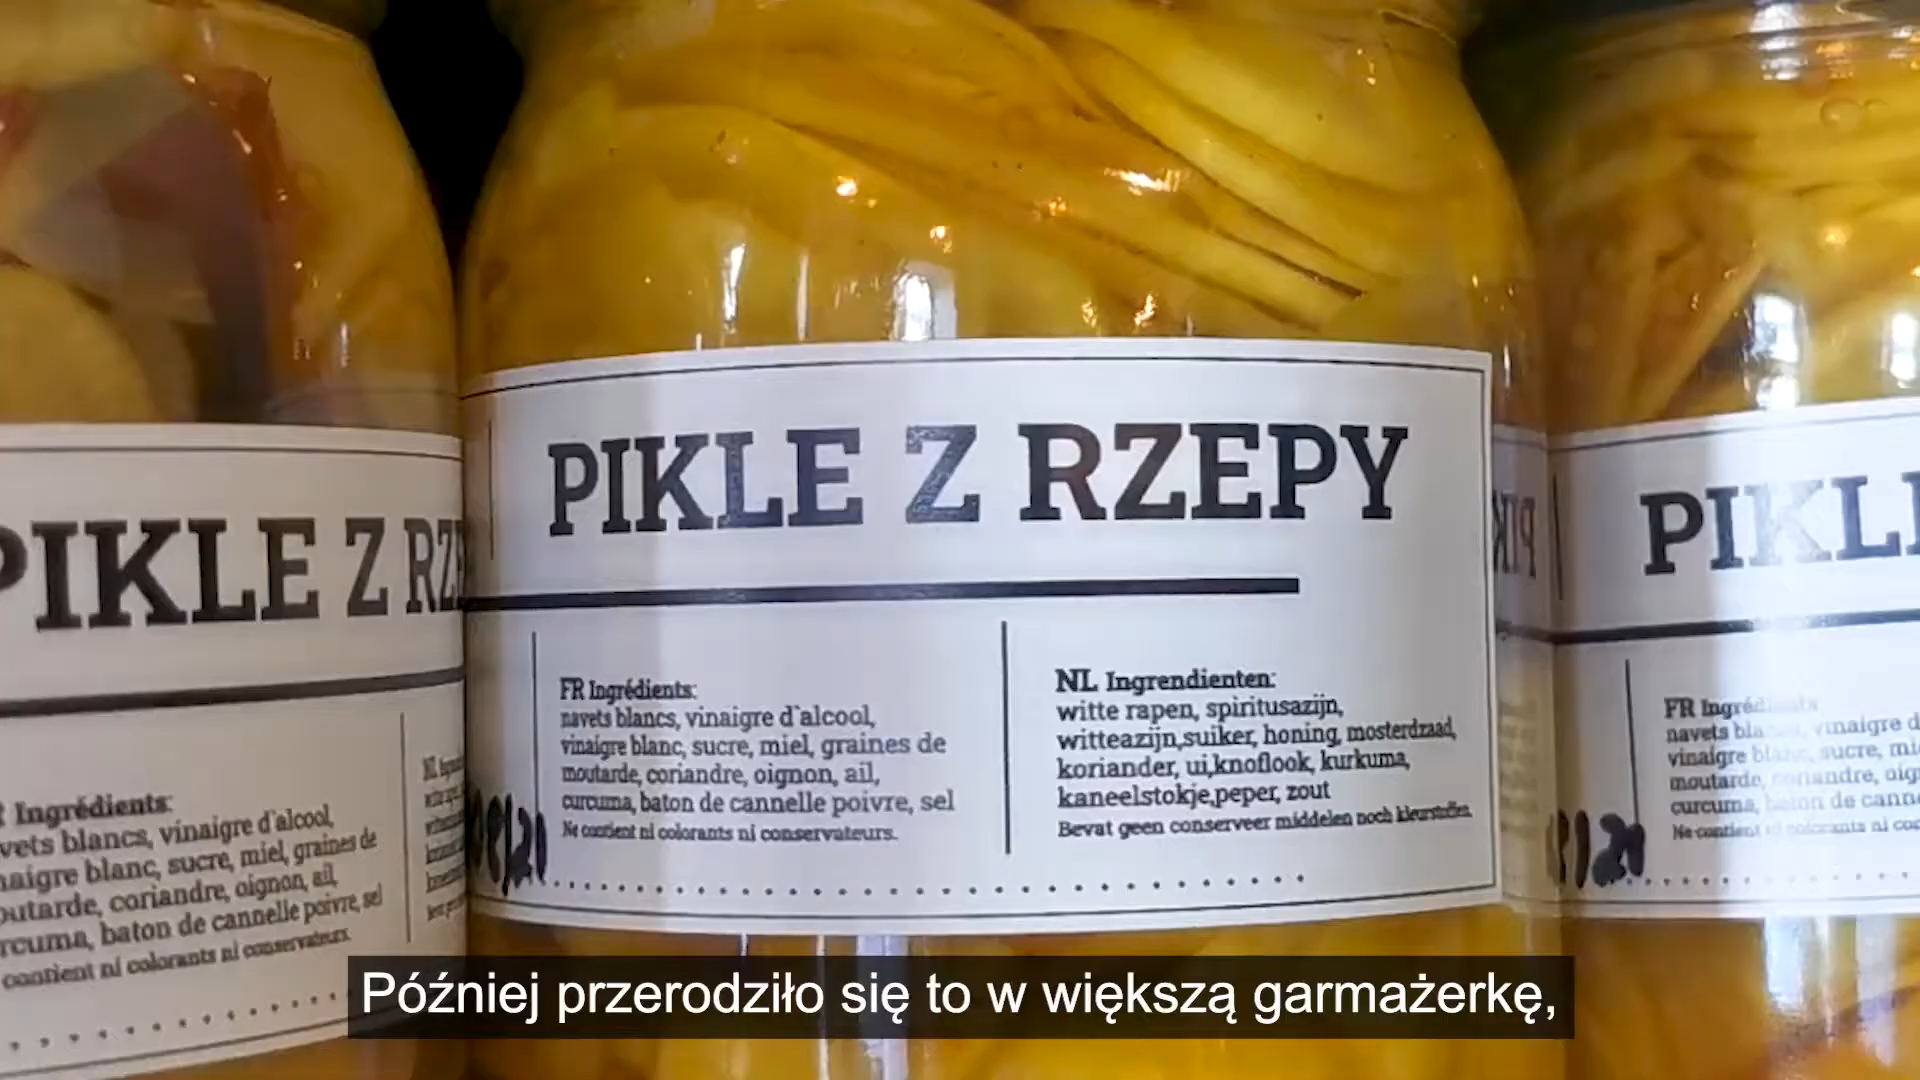 PIKLE Z
PIKLE Z RZEPY
FR Ingrédients:
navets blancs, vinaigre d`alcool,
vinaigre blanc, sucre, miel, graines de
moutarde, coriandre, oignon, ail,
curcuma, baton de cannelle poivre, sel
Ne contient ni colorants ni conservateurs.
NL Ingrendienten:
witte rapen, spiritusazijn,
witteazijn,suiker, honing, mosterdzaad,
koriander, ui,knoflook, kurkuma,
kaneelstokje,peper, zout
Bevat geen conserveer middelen noch kleurstoffen.
Ingrédients:
blancs, vinaigre d`alcool,
blanc, sucre, miel, graines de
coriandre, oignon, ail,
baton de cannelle poivre, sel
contient ni colorants ni conservateurs.
FR
navets
vinaigre sucre,
moutarde,
curcuma,
Później przerodziło się to w większą garmażerkę,